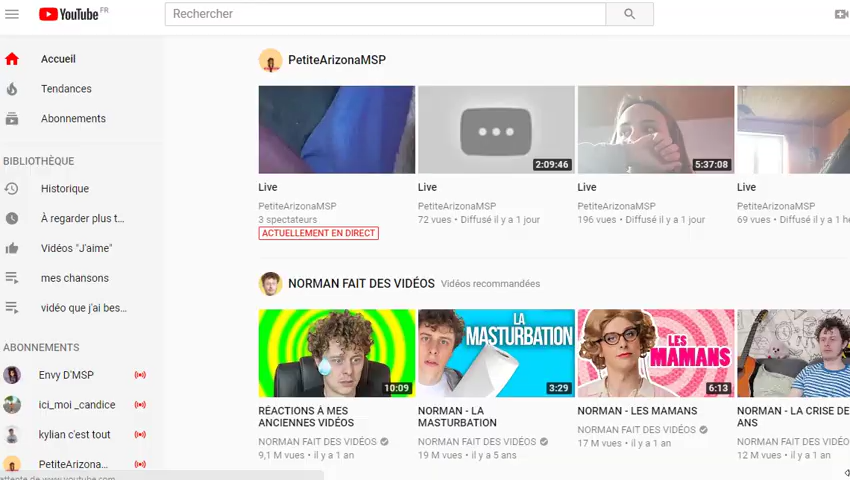 YouTube FR
Rechercher
Accueil
Tendances
Abonnements
BIBLIOTHÈQUE
Historique
À regarder plus t...
Vidéos "J'aime"
mes chansons
vidéo que j'ai bes...
ABONNEMENTS
Envy D'MSP
ici_moi _candice
kylian c'est tout
PetiteArizona...
attente de www.youtube.com
PetiteArizonaMSP
2:09:46
5:37:08
Live
Live
Live
Live
PetiteArizonaMSP
PetiteArizonaMSP
PetiteArizonaMSP
PetiteArizonaMSP
3 spectateurs
72 vues • Diffusé il y a 1 jour
196 vues • Diffusé il y a 1 jour
69 vues • Diffusé il y a 1
ACTUELLEMENT EN DIRECT
NORMAN FAIT DES VIDÉOS Vidéos recommandées
LA
MASTURBATION
LES
MAMANS
10:09
3:29
6:13
RÉACTIONS À MES
ANCIENNES VIDÉOS
NORMAN FAIT DES VIDÉOS
9,1 M vues • il y a 1 an
NORMAN - LA
MASTURBATION
NORMAN FAIT DES VIDÉOS
19 M vues • il y a 5 ans
NORMAN - LES MAMANS
NORMAN FAIT DES VIDÉOS
17 M vues • il y a 1 an
NORMAN - LA CRISE DE
ANS
NORMAN FAIT DES VIDÉOS
12 M vues • il y a 1 an